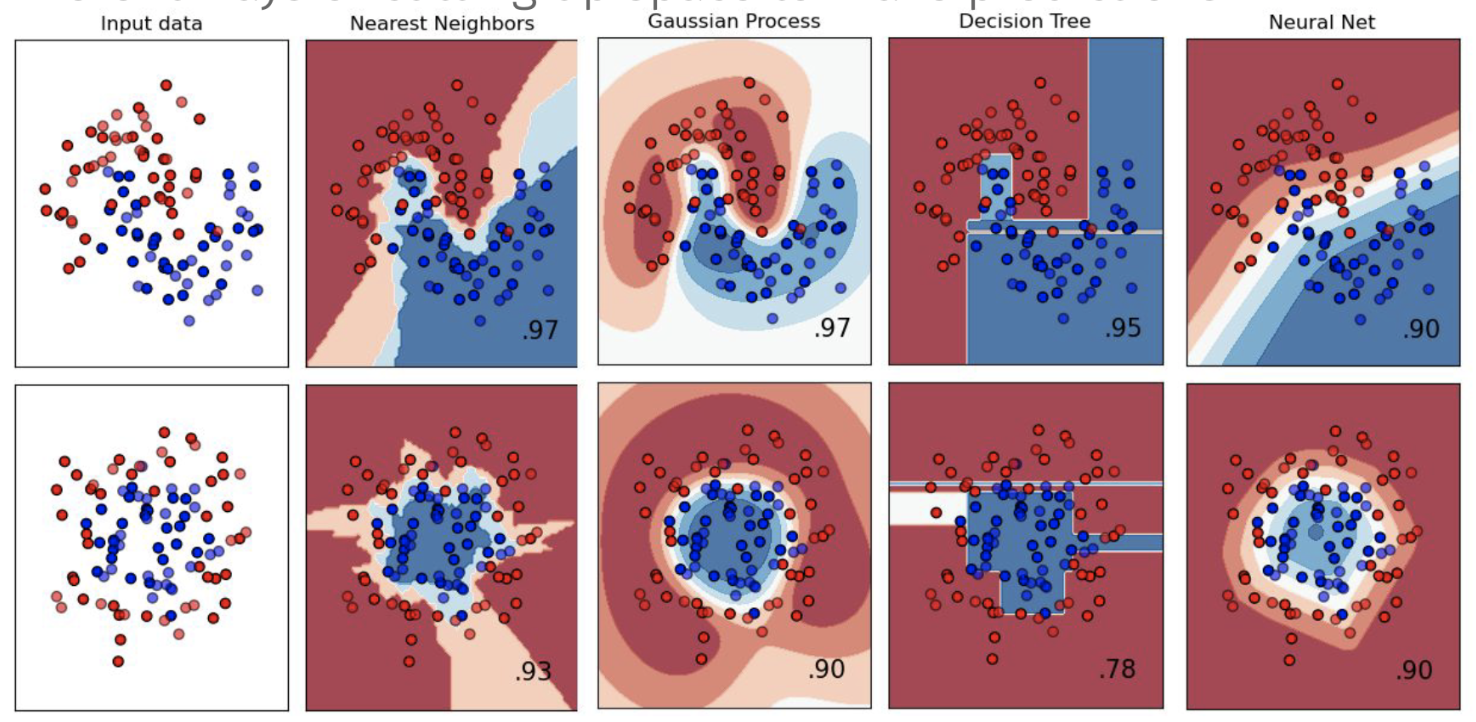 Input data
Nearest Neighbors
Gaussian Process
Decision Tree
Neural Net
.97
.97
.95
.90
.93
.90
.78
.90